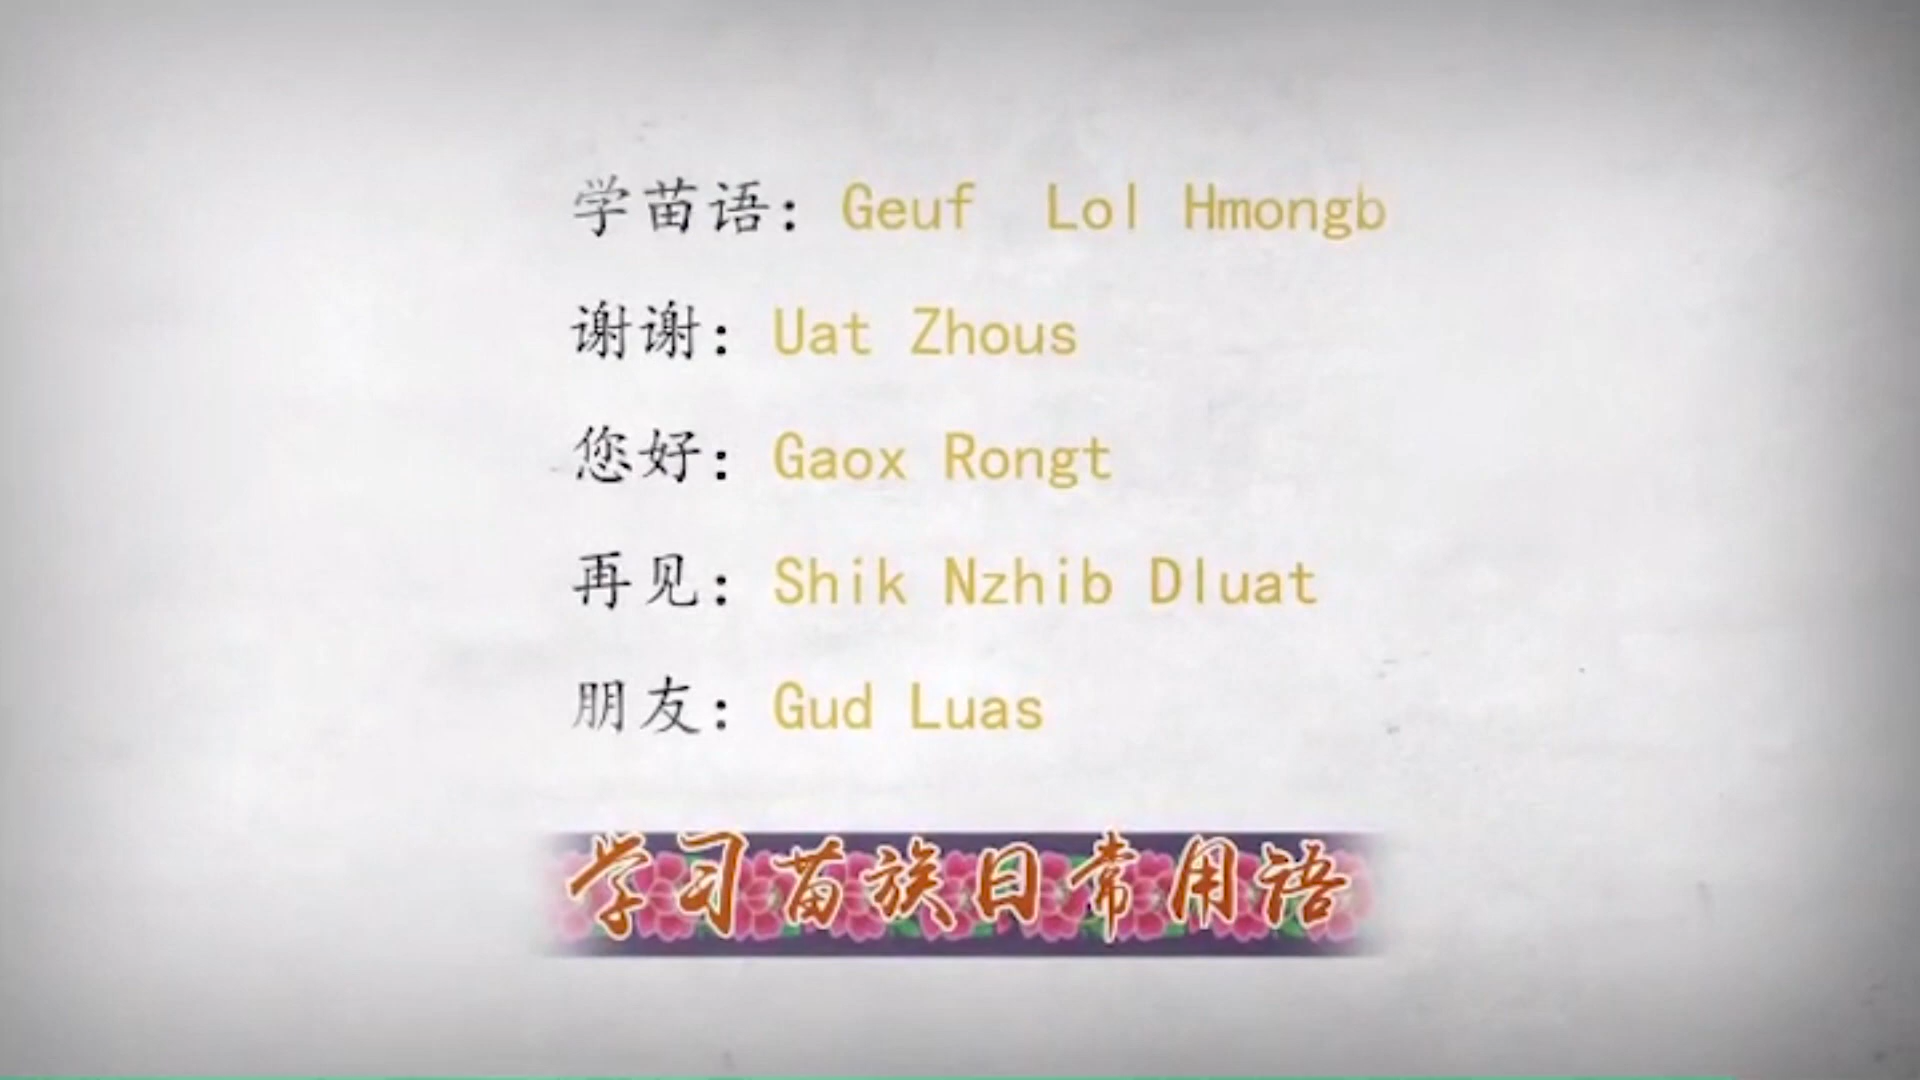 学苗语：Geuf Lol Hmongb
谢谢：Uat Zhous
您好：Gaox Rongt
再见：Shik Nzhib Dluat
朋友：Gud Luas
学习苗族日常用语